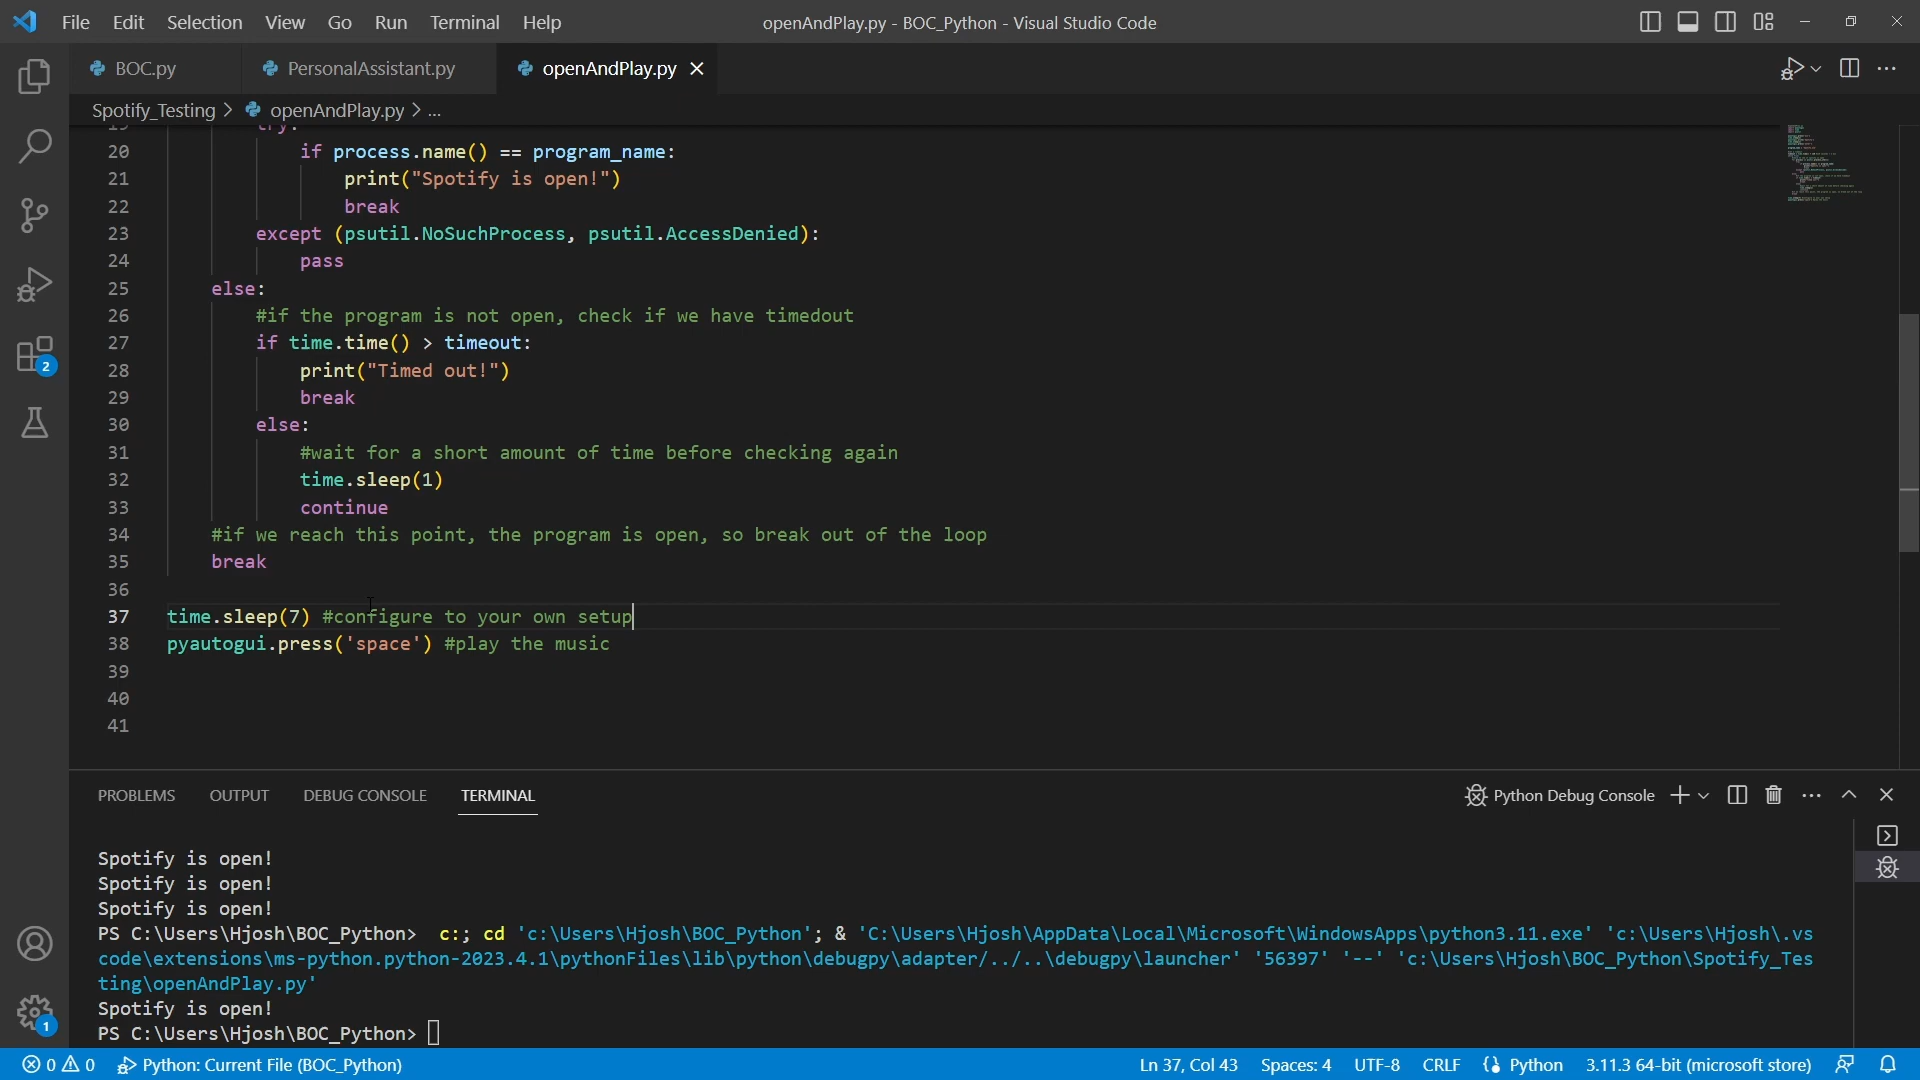 File Edit Selection View Go Run Terminal Help
openAndPlay.py - BOC_Python - Visual Studio Code
BOC.py PersonalAssistant.py openAndPlay.py
Spotify_Testing > openAndPlay.py > ...
19 try:
20 if process.name() == program_name:
21 print("Spotify is open!")
22 break
23 except (psutil.NoSuchProcess, psutil.AccessDenied):
24 pass
25 else:
26 #if the program is not open, check if we have timedout
27 if time.time() > timeout:
28 print("Timed out!")
29 break
30 else:
31 #wait for a short amount of time before checking again
32 time.sleep(1)
33 continue
34 #if we reach this point, the program is open, so break out of the loop
35 break
36
37 time.sleep(7) #configure to your own setup
38 pyautogui.press('space') #play the music
39
40
41
2
1
PROBLEMS OUTPUT DEBUG CONSOLE TERMINAL
Python Debug Console
Spotify is open!
Spotify is open!
Spotify is open!
PS C:\Users\Hjosh\BOC_Python> c:; cd 'c:\Users\Hjosh\BOC_Python'; & 'C:\Users\Hjosh\AppData\Local\Microsoft\WindowsApps\python3.11.exe' 'c:\Users\Hjosh\.vs
code\extensions\ms-python.python-2023.4.1\pythonFiles\lib\python\debugpy\adapter/../..\debugpy\launcher' '56397' '--' 'c:\Users\Hjosh\BOC_Python\Spotify_Tes
ting\openAndPlay.py'
Spotify is open!
PS C:\Users\Hjosh\BOC_Python>
0 0 Python: Current File (BOC_Python)
Ln 37, Col 43 Spaces: 4 UTF-8 CRLF Python 3.11.3 64-bit (microsoft store)